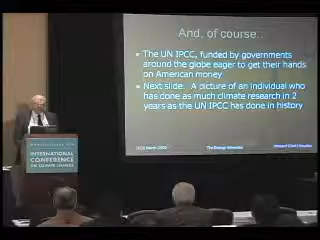 And, of course..
The UN IPCC, funded by governments
around the globe eager to get their hands
on American money
Next slide: A picture of an individual who
has done as much climate research in 2
years as the UN IPCC has done in history
INTERNATIONAL
CONFERENCE
ON CLIMATE CHANGE